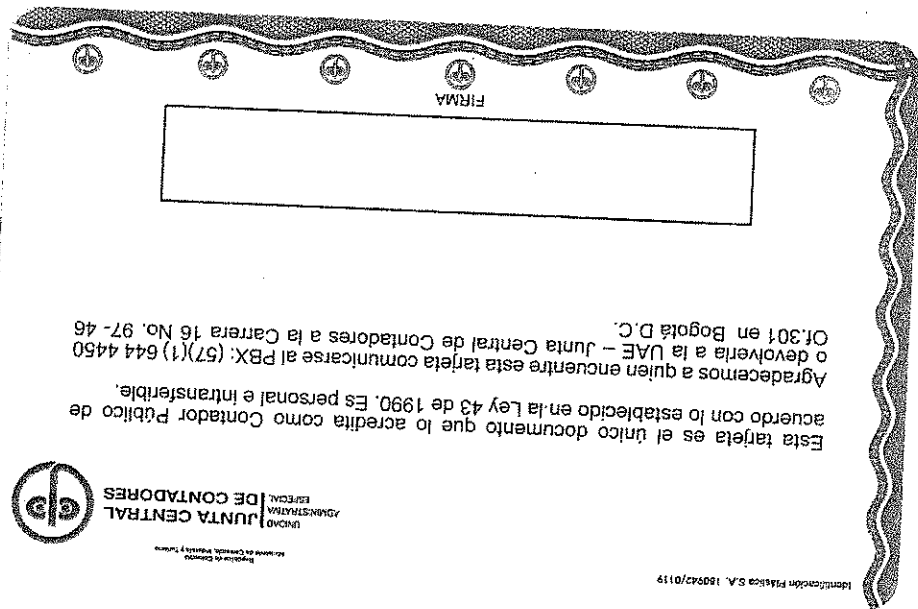 Identificación Plástica S.A. 180942/0119
República de Colombia
Ministerio de Comercio, Industria y Turismo
UNIDAD
ADMINISTRATIVA
ESPECIAL
JUNTA CENTRAL
DE CONTADORES
Esta tarjeta es el único documento que lo acredita como Contador Público de
acuerdo con lo establecido en la Ley 43 de 1990. Es personal e intransferible.
Agradecemos a quien encuentre esta tarjeta comunicarse al PBX: (57)(1) 644 4450
o devolverla a la UAE – Junta Central de Contadores a la Carrera 16 No. 97- 46
Of.301 en Bogotá D.C.
FIRMA